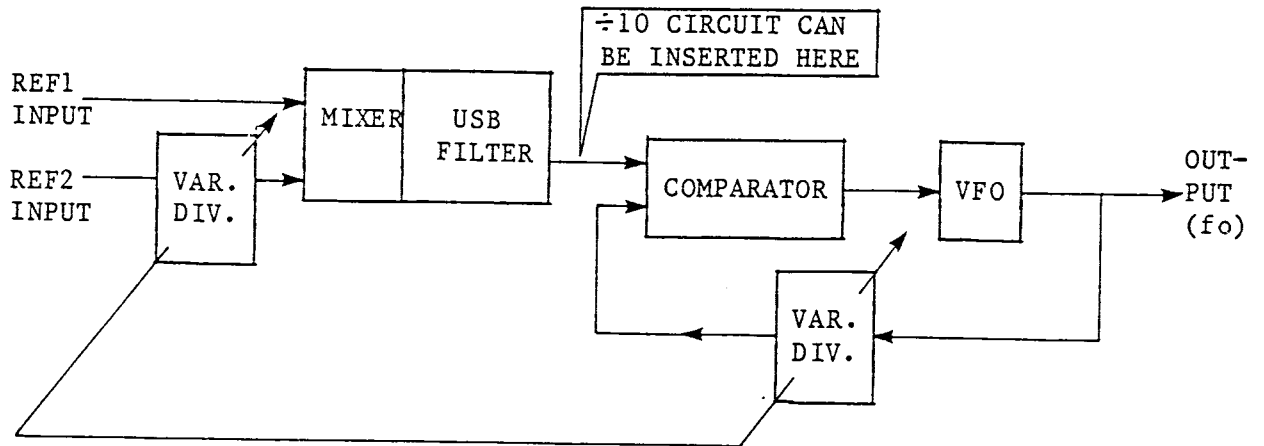 ÷10 CIRCUIT CAN
BE INSERTED HERE
REF1
INPUT
MIXER
USB
FILTER
REF2
INPUT
VAR.
DIV.
COMPARATOR
VFO
OUT-
PUT
(fo)
VAR.
DIV.